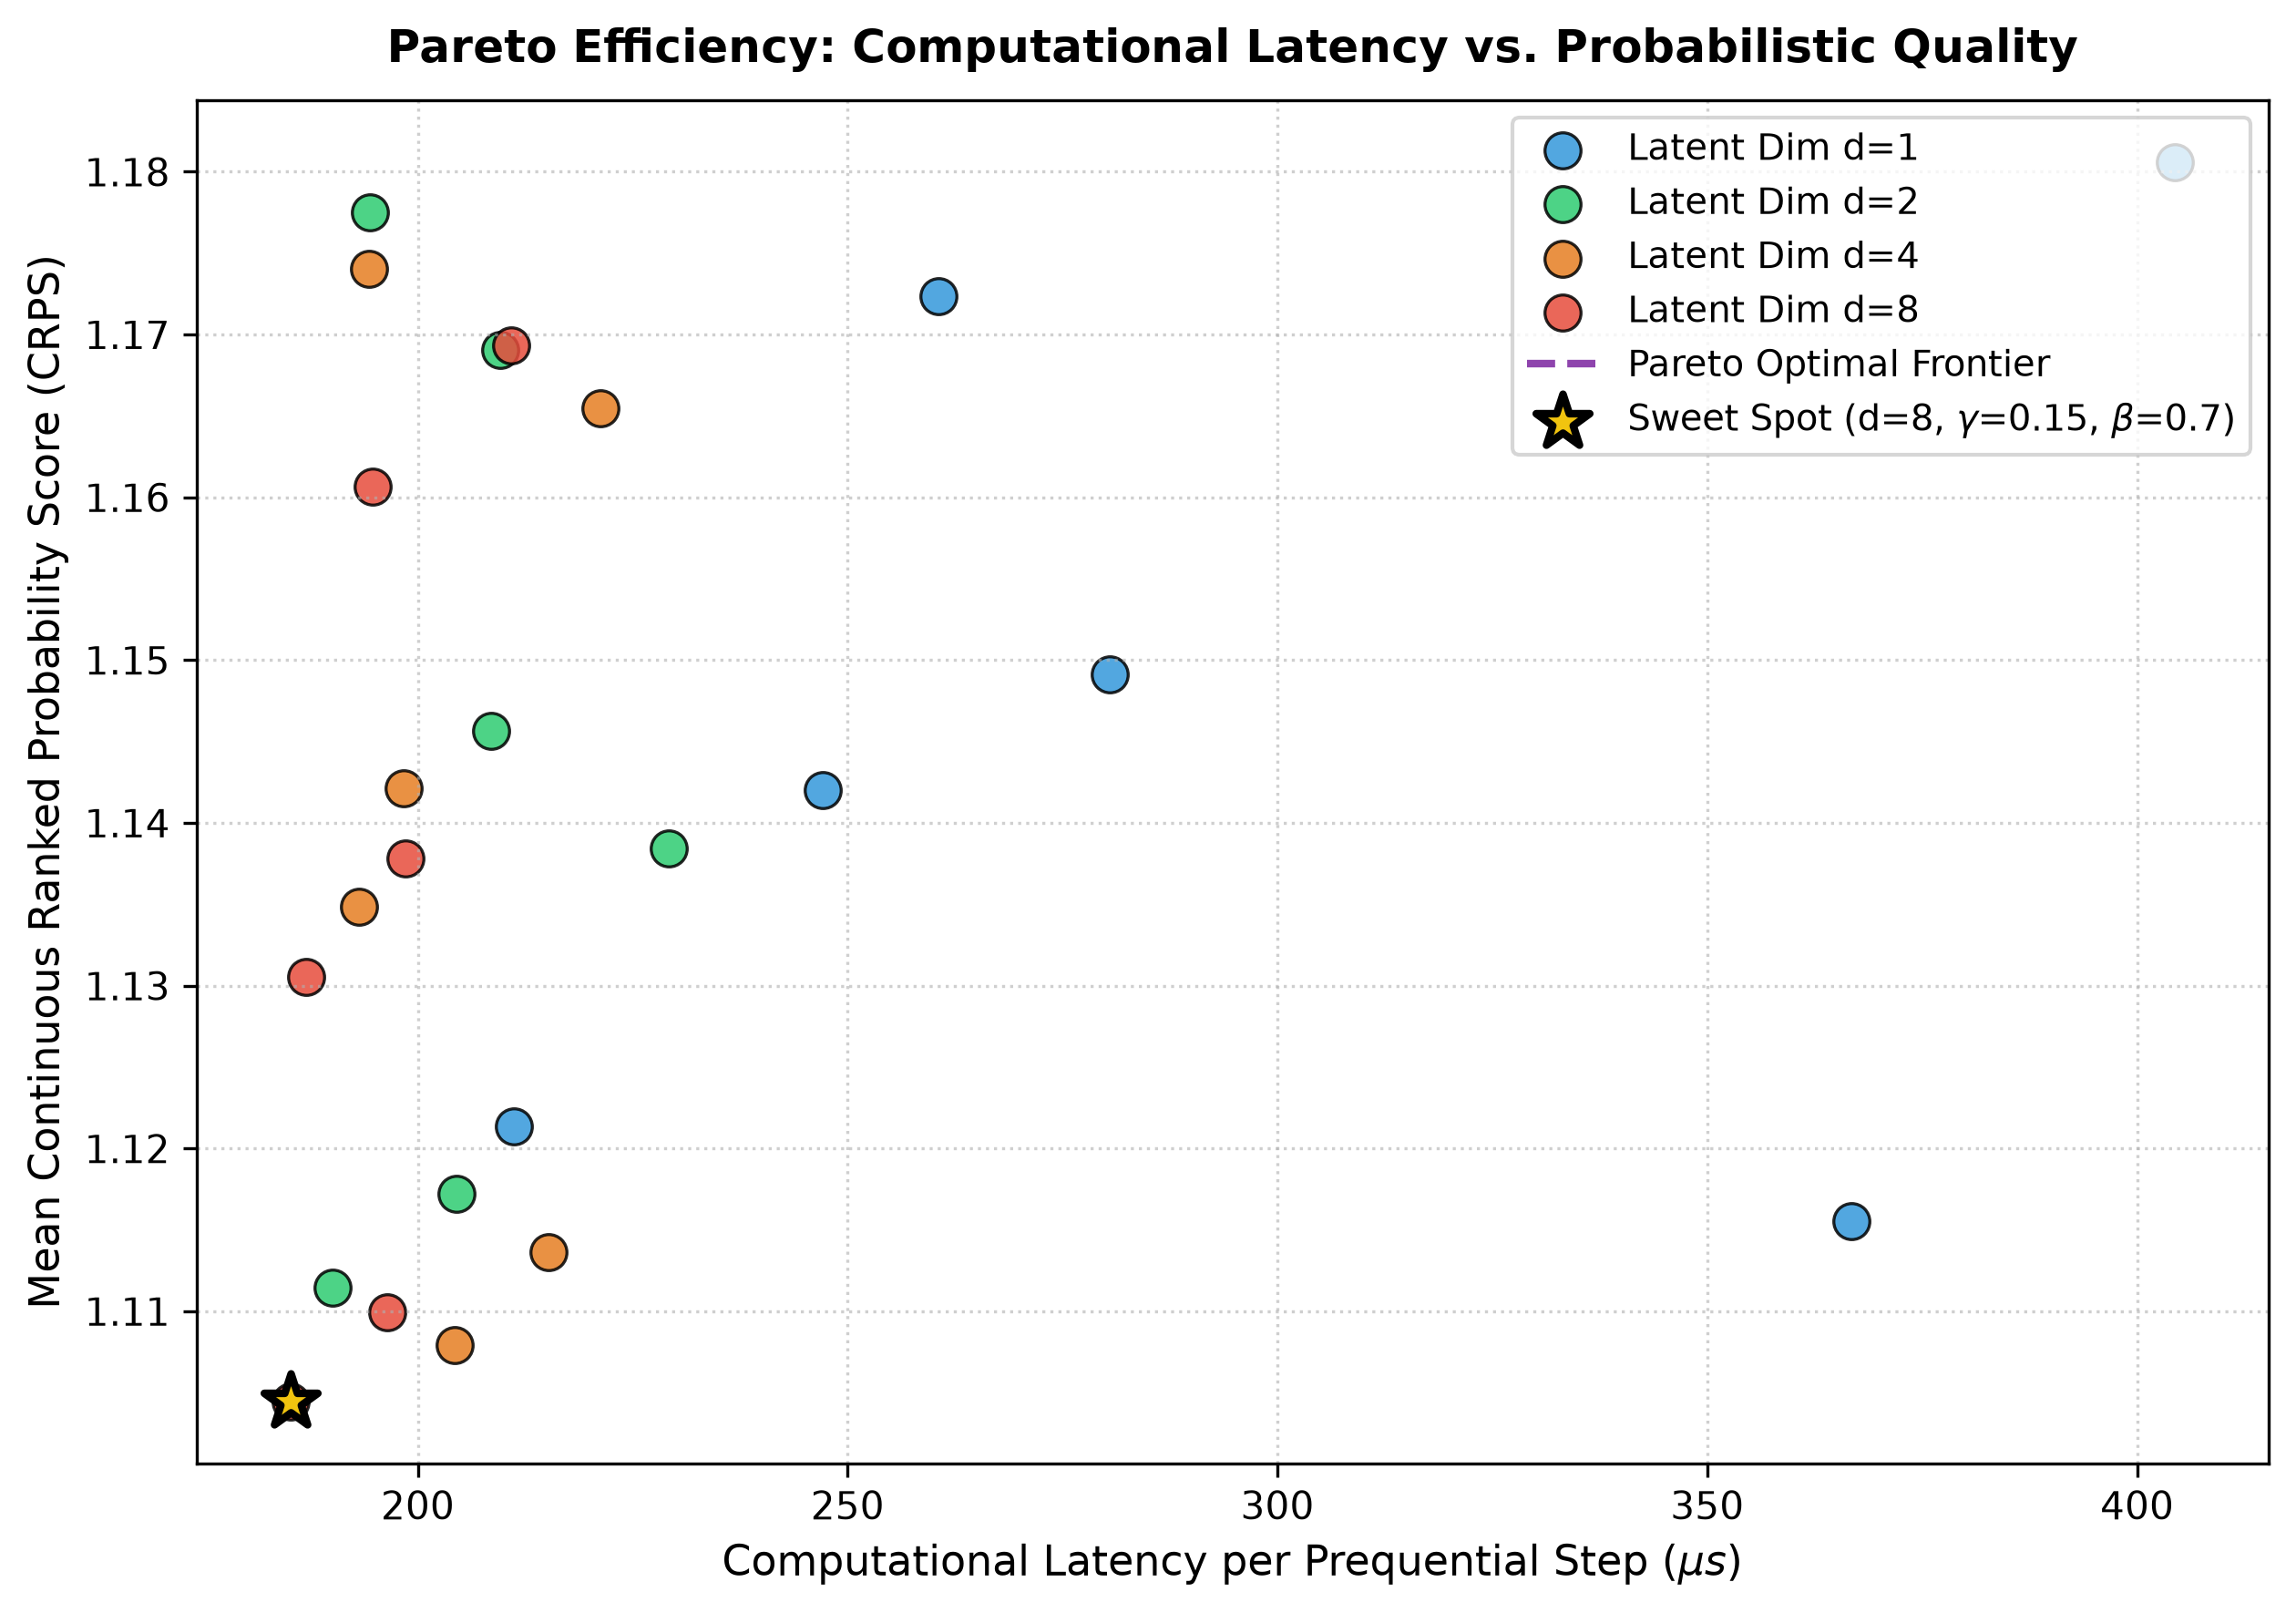 Pareto Efficiency: Computational Latency vs. Probabilistic Quality
Mean Continuous Ranked Probability Score (CRPS)
1.18
1.17
1.16
1.15
1.14
1.13
1.12
1.11
Latent Dim d=1
Latent Dim d=2
Latent Dim d=4
Latent Dim d=8
Pareto Optimal Frontier
Sweet Spot (d=8, γ=0.15, β=0.7)
200 250 300 350 400
Computational Latency per Prequential Step (μs)